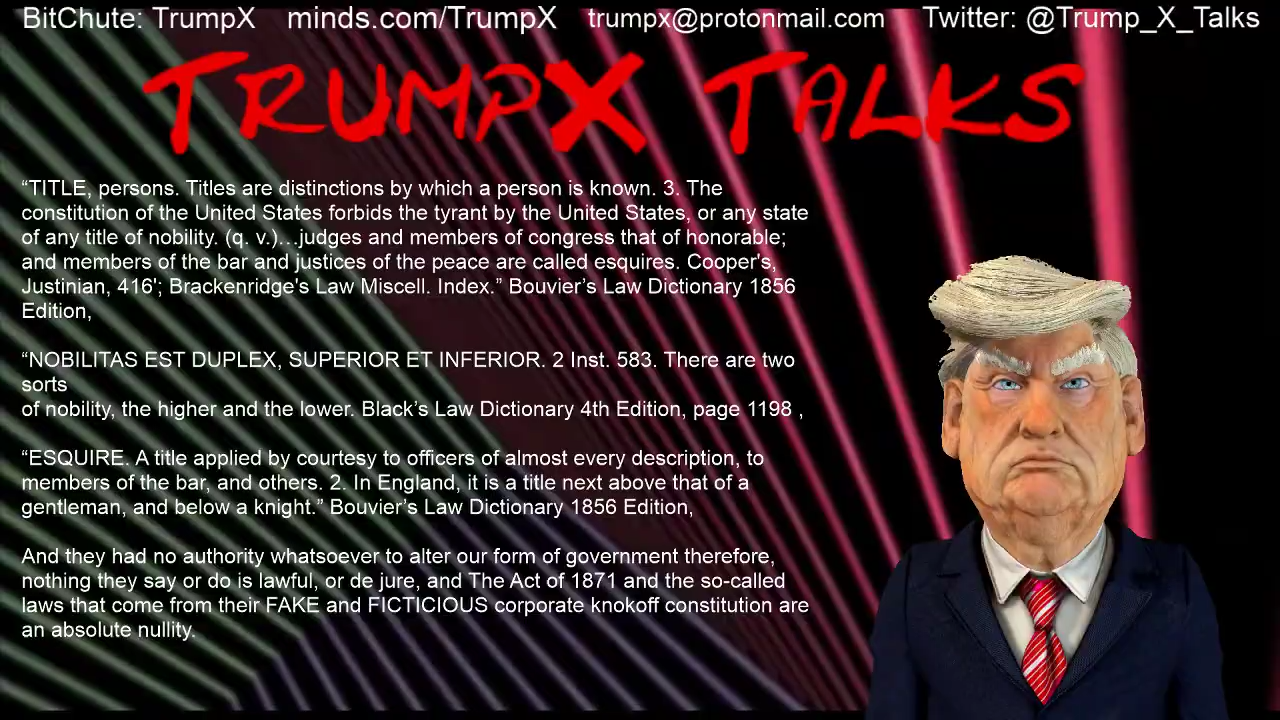 BitChute: TrumpX minds.com/TrumpX trumpx@protonmail.com Twitter: @Trump_X_Talks
TRUMPX TALKS
“TITLE, persons. Titles are distinctions by which a person is known. 3. The
constitution of the United States forbids the tyrant by the United States, or any state
of any title of nobility. (q. v.)…judges and members of congress that of honorable;
and members of the bar and justices of the peace are called esquires. Cooper's,
Justinian, 416'; Brackenridge's Law Miscell. Index.” Bouvier’s Law Dictionary 1856
Edition,
“NOBILITAS EST DUPLEX, SUPERIOR ET INFERIOR. 2 Inst. 583. There are two
sorts
of nobility, the higher and the lower. Black’s Law Dictionary 4th Edition, page 1198 ,
“ESQUIRE. A title applied by courtesy to officers of almost every description, to
members of the bar, and others. 2. In England, it is a title next above that of a
gentleman, and below a knight.” Bouvier’s Law Dictionary 1856 Edition,
And they had no authority whatsoever to alter our form of government therefore,
nothing they say or do is lawful, or de jure, and The Act of 1871 and the so-called
laws that come from their FAKE and FICTICIOUS corporate knokoff constitution are
an absolute nullity.